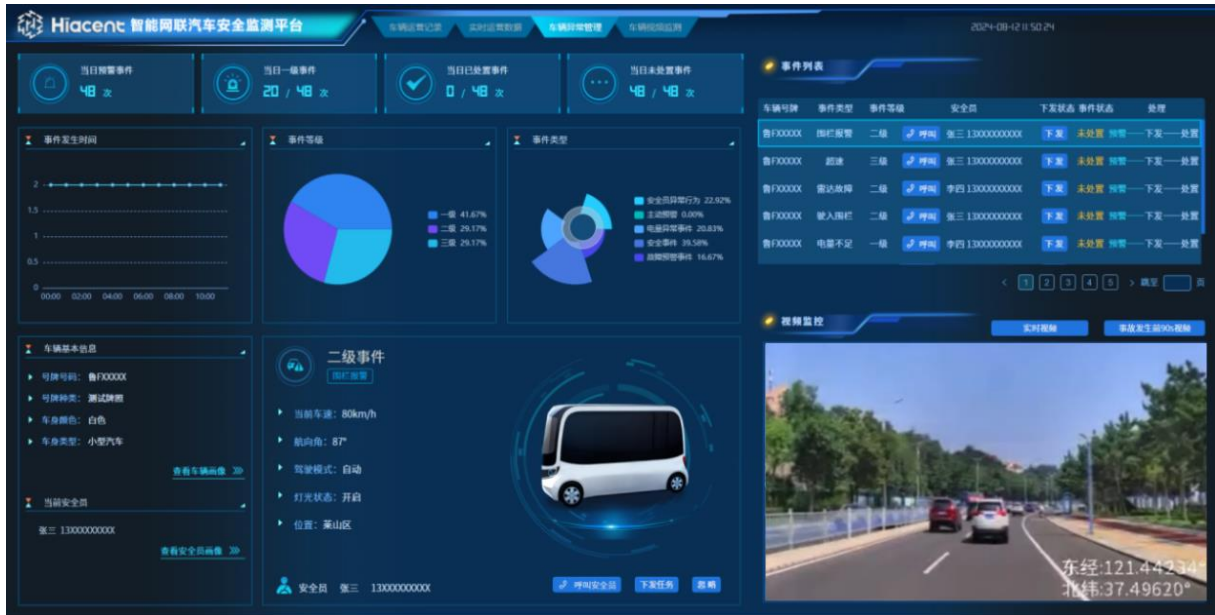 Hiacent 智能网联汽车安全监测平台
车辆运营记录 实时运营数据 车辆异常管理 车辆视频监测
2024-08-12 11:50:24
当日预警事件
48 次
当日一级事件
20 / 48 次
当日已处置事件
0 / 48 次
当日未处置事件
48 / 48 次
事件发生时间
2
1.5
1
0.5
0
00:00 02:00 04:00 06:00 08:00 10:00
事件等级
一级 41.67%
二级 29.17%
三级 29.17%
事件类型
安全员异常行为 22.92%
主动预警 0.00%
电量异常事件 20.83%
安全事件 39.58%
故障预警事件 16.67%
事件列表
车辆号牌 事件类型 事件等级 安全员 下发状态 事件状态 处理
鲁FXXXXX 围栏报警 二级 呼叫 张三 13XXXXXXXXX 下发 未处置 预警——下发——处置
鲁FXXXXX 超速 三级 呼叫 张三 13XXXXXXXXX 下发 未处置 预警——下发——处置
鲁FXXXXX 雷达故障 二级 呼叫 李四 13XXXXXXXXX 下发 未处置 预警——下发——处置
鲁FXXXXX 驶入围栏 二级 呼叫 张三 13XXXXXXXXX 下发 未处置 预警——下发——处置
鲁FXXXXX 电量不足 一级 呼叫 李四 13XXXXXXXXX 下发 未处置 预警——下发——处置
< 1 2 3 4 5 > 跳至 页
车辆基本信息
号牌号码: 鲁FXXXXX
号牌种类: 测试牌照
车身颜色: 白色
车身类型: 小型汽车
查看车辆画像
当前安全员
张三 13XXXXXXXXX
查看安全员画像
二级事件
围栏报警
当前车速: 80km/h
航向角: 87°
驾驶模式: 自动
灯光状态: 开启
位置: 莱山区
安全员 张三 13XXXXXXXXX
呼叫安全员 下发任务 忽略
视频监控
实时视频 事故发生前90s视频
东经:121.44234°
北纬:37.49620°